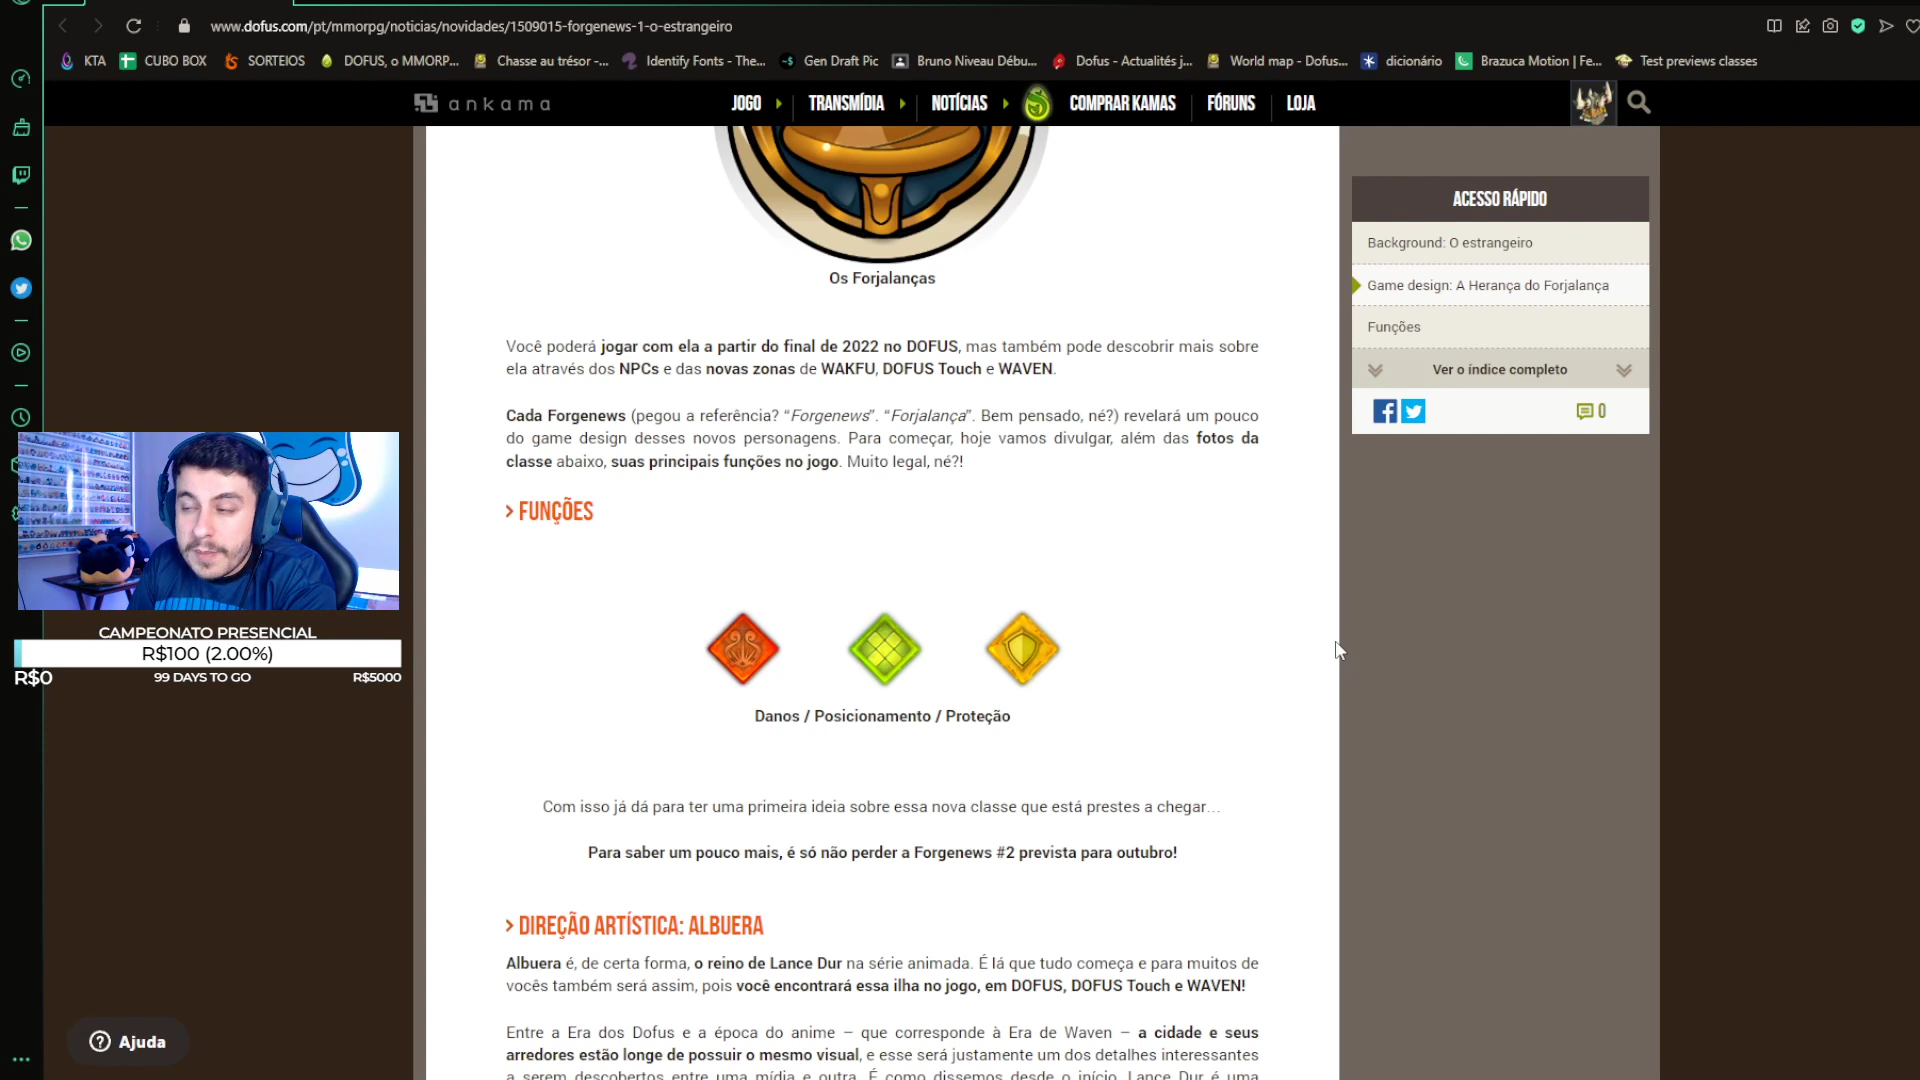 www.dofus.com/pt/mmorpg/noticias/novidades/1509015-forgenews-1-o-estrangeiro
KTA CUBO BOX SORTEIOS DOFUS, o MMORP... Chasse au trésor -... Identify Fonts - The... Gen Draft Pic Bruno Niveau Débu... Dofus - Actualités j... World map - Dofus... dicionário Brazuca Motion | Fe... Test previews classes
ankama JOGO TRANSMÍDIA NOTÍCIAS COMPRAR KAMAS FÓRUNS LOJA
Os Forjalanças
Você poderá jogar com ela a partir do final de 2022 no DOFUS, mas também pode descobrir mais sobre
ela através dos NPCs e das novas zonas de WAKFU, DOFUS Touch e WAVEN.
Cada Forgenews (pegou a referência? “Forgenews”. “Forjalança”. Bem pensado, né?) revelará um pouco
do game design desses novos personagens. Para começar, hoje vamos divulgar, além das fotos da
classe abaixo, suas principais funções no jogo. Muito legal, né?!
> FUNÇÕES
Danos / Posicionamento / Proteção
Com isso já dá para ter uma primeira ideia sobre essa nova classe que está prestes a chegar…
Para saber um pouco mais, é só não perder a Forgenews #2 prevista para outubro!
> DIREÇÃO ARTÍSTICA: ALBUERA
Albuera é, de certa forma, o reino de Lance Dur na série animada. É lá que tudo começa e para muitos de
vocês também será assim, pois você encontrará essa ilha no jogo, em DOFUS, DOFUS Touch e WAVEN!
Entre a Era dos Dofus e a época do anime – que corresponde à Era de Waven – a cidade e seus
arredores estão longe de possuir o mesmo visual, e esse será justamente um dos detalhes interessantes
a serem descobertos entre uma mídia e outra. É como dissemos desde o início, Lance Dur é uma
ACESSO RÁPIDO
Background: O estrangeiro
Game design: A Herança do Forjalança
Funções
Ver o índice completo
0
CAMPEONATO PRESENCIAL
R$100 (2.00%)
R$0 99 DAYS TO GO R$5000
Ajuda